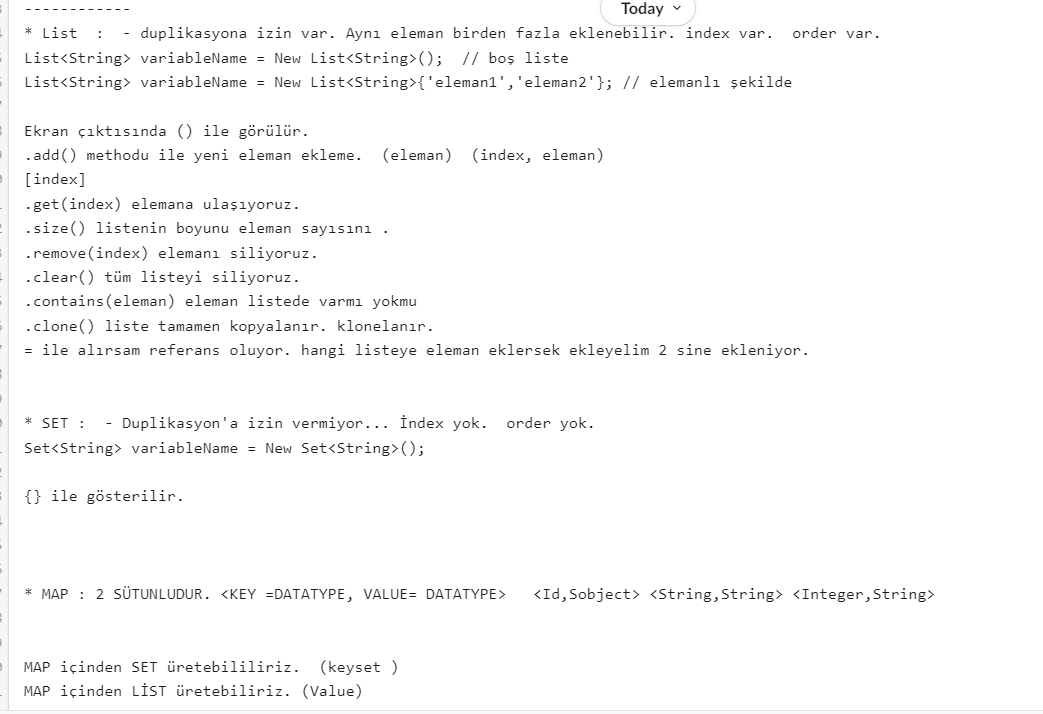 ------------
Today
* List  :  - duplikasyona izin var. Aynı eleman birden fazla eklenebilir. index var.  order var.
List<String> variableName = New List<String>();  // boş liste
List<String> variableName = New List<String>{'eleman1','eleman2'}; // elemanlı şekilde
Ekran çıktısında () ile görülür.
.add() methodu ile yeni eleman ekleme.  (eleman)  (index, eleman)
[index]
.get(index) elemana ulaşıyoruz.
.size() listenin boyunu eleman sayısını .
.remove(index) elemanı siliyoruz.
.clear() tüm listeyi siliyoruz.
.contains(eleman) eleman listede varmı yokmu
.clone() liste tamamen kopyalanır. klonelanır.
= ile alırsam referans oluyor. hangi listeye eleman eklersek ekleyelim 2 sine ekleniyor.
* SET :  - Duplikasyon'a izin vermiyor... İndex yok.  order yok.
Set<String> variableName = New Set<String>();
{} ile gösterilir.
* MAP : 2 SÜTUNLUDUR. <KEY =DATATYPE, VALUE= DATATYPE>   <Id,Sobject> <String,String> <Integer,String>
MAP içinden SET üretebililiriz.  (keyset )
MAP içinden LİST üretebiliriz. (Value)